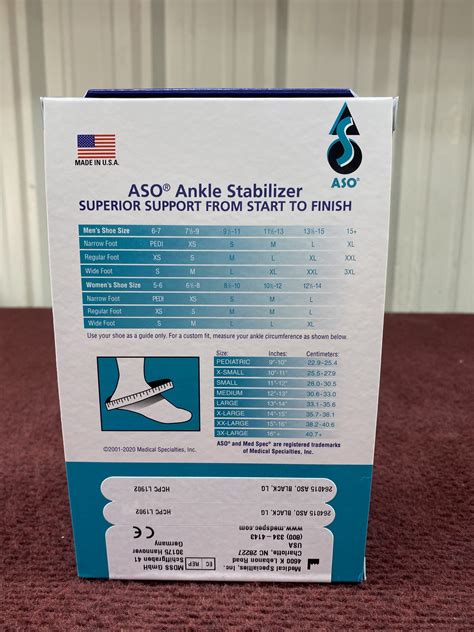 MADE IN U.S.A.
ASO®
ASO® Ankle Stabilizer
SUPERIOR SUPPORT FROM START TO FINISH
Men's Shoe Size 6-7 7½-9 9½-11 11½-13 13½-15 15+
Narrow Foot PEDI XS S M L XL
Regular Foot XS S M L XL XXL
Wide Foot S M L XL XXL 3XL
Women's Shoe Size 5-6 6½-8 8½-10 10½-12 12½-14
Narrow Foot PEDI XS S M L
Regular Foot XS S M L XL
Wide Foot S M L XL XXL
Use your shoe as a guide only. For a custom fit, measure your ankle circumference as shown below.
Size: Inches: Centimeters:
PEDIATRIC 9"-10" 22.9-25.4
X-SMALL 10"-11" 25.5-27.9
SMALL 11"-12" 28.0-30.5
MEDIUM 12"-13" 30.6-33.0
LARGE 13"-14" 33.1-35.6
X-LARGE 14"-15" 35.7-38.1
XX-LARGE 15"-16" 38.2-40.6
3X-LARGE 16"+ 40.7+
ASO® and Med Spec® are registered trademarks
of Medical Specialties, Inc.
©2001-2020 Medical Specialties, Inc.
264015 ASO, BLACK, LG HCPC L1902
264015 ASO, BLACK, LG HCPC L1902
Medical Specialties, Inc.
4600 K Lebanon Road
Charlotte, NC 28227
USA
(800) 334-4143
www.medspec.com
EC REP
MDSS GmbH
Schiffgraben 41
30175 Hannover
Germany
CE